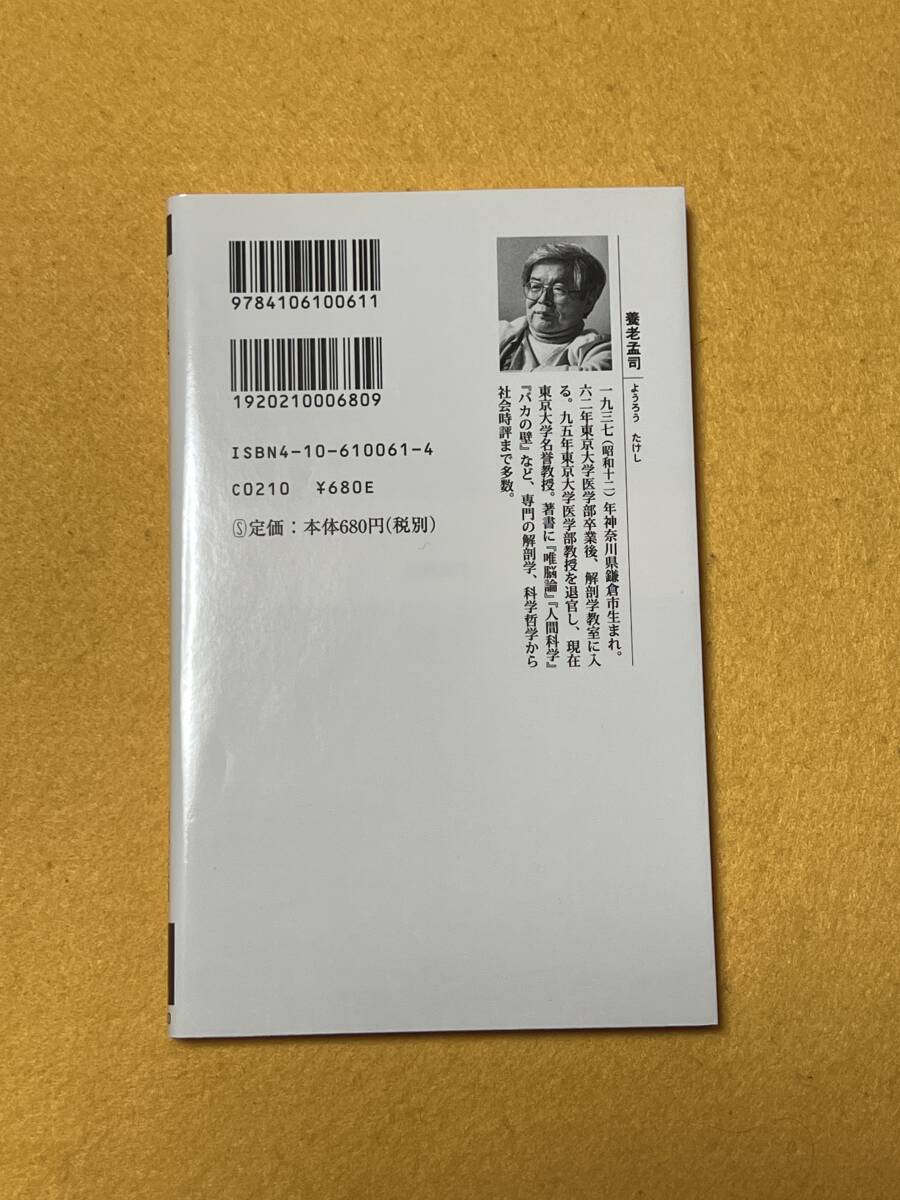 9784106100611
1920210006809
ISBN4-10-610061-4
C0210 ¥680E
Ⓢ定価：本体680円(税別)
養老孟司
ようろう たけし
一九三七（昭和十二）年神奈川県鎌倉市生まれ。
六二年東京大学医学部卒業後、解剖学教室に入
る。九五年東京大学医学部教授を退官し、現在
東京大学名誉教授。著書に『唯脳論』『人間科学』
『バカの壁』など、専門の解剖学、科学哲学から
社会時評まで多数。